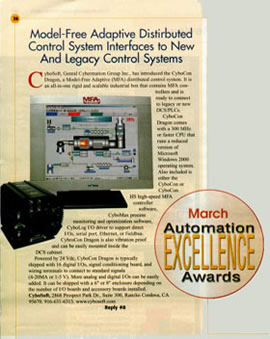 Model-Free Adaptive Distirbuted
Control System Interfaces to New
And Legacy Control Systems
CyboSoft, General Cybernation Group Inc., has introduced the CyboCon
Dragon, a Model-Free Adaptive (MFA) distributed control system. It is
an all-in-one rigid and scalable industrial box that contains MFA con-
trollers and is
ready to connect
to legacy or new
DCS/PLCs.
CyboCon
Dragon comes
with a 300 MHz
or faster CPU that
runs a reduced
version of
Microsoft
Windows 2000
operating system.
Also included is
either the
CyboCon or
CyboCon
HS high-speed MFA
controller
software,
CyboMax process
monitoring and optimization software,
CyboLog I/O driver to support direct
I/Os, serial port, Ethernet, or Fieldbus.
CyboCon Dragon is also vibration proof
and can be easily mounted inside the
DCS cabinet.
Powered by 24 Vdc, CyboCon Dragon is typically
shipped with 16 digital I/Os, signal conditioning board, and
wiring terminals to connect to standard signals
(4-20MA or 1-5 V). More analog and digital I/Os can be easily
added. It can be shipped with a 6" or 8" enclosure depending on
the number of I/O boards and accessory boards installed.
CyboSoft, 2868 Prospect Park Dr., Suite 300, Rancho Cordova, CA
95670; 916-631-6313; www.cybosoft.com
Reply #8
MFA
March
Automation
EXCELLENCE
Awards